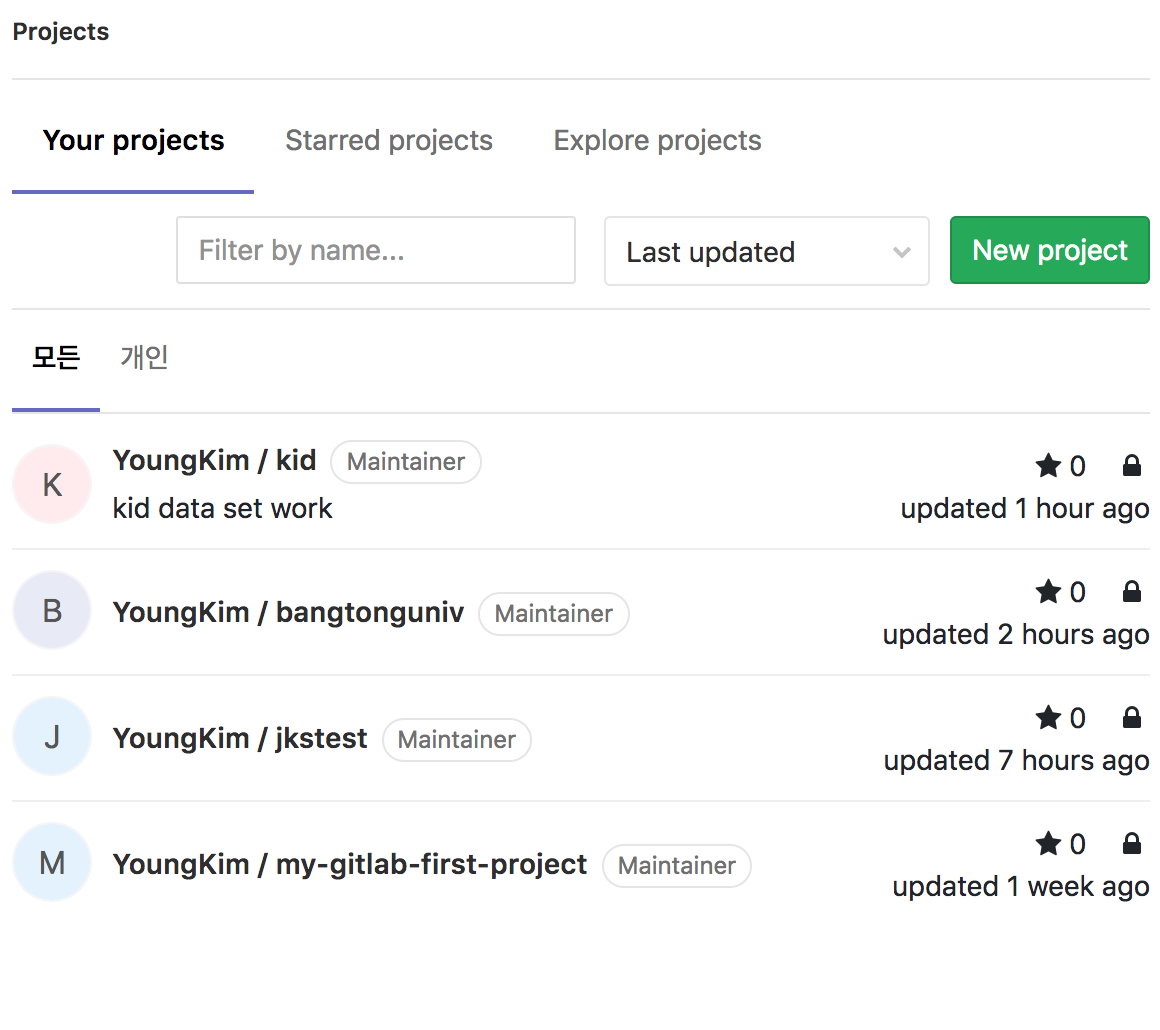 Projects
Your projects Starred projects Explore projects
Filter by name... Last updated New project
모든 개인
K YoungKim / kid Maintainer 0
kid data set work updated 1 hour ago
B YoungKim / bangtonguniv Maintainer 0
updated 2 hours ago
J YoungKim / jkstest Maintainer 0
updated 7 hours ago
M YoungKim / my-gitlab-first-project Maintainer 0
updated 1 week ago